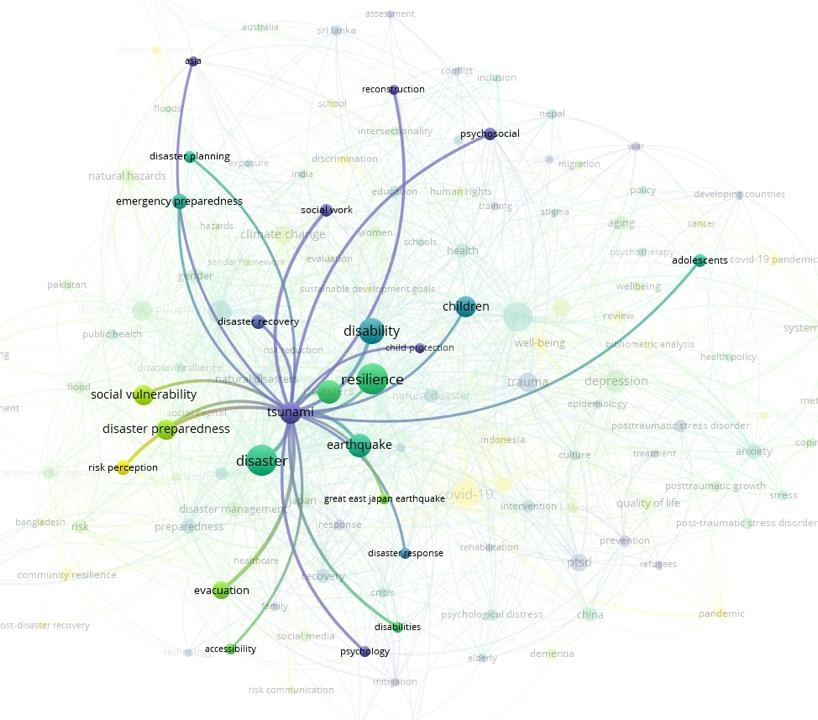 assessment
australia
sri lanka
asia
conflict
inclusion
reconstruction
school
floods
nepal
intersectionality
psychosocial
war
disaster planning
exposure
discrimination
migration
india
natural hazards
education
human rights
policy
developing countries
emergency preparedness
social work
training
stigma
hazards
climate change
women
aging
cancer
schools
health
psychotherapy
sendai framework
evaluation
adolescents
covid-19 pandemic
gender
pakistan
sustainable development goals
wellbeing
children
disaster recovery
review
public health
disability
system
well-being
bibliometric analysis
risk reduction
child protection
health policy
disaster resilience
natural disasters
resilience
trauma
depression
flood
social vulnerability
natural disaster
epidemiology
social capital
tsunami
disaster preparedness
posttraumatic stress disorder
earthquake
indonesia
disaster
culture
treatment
anxiety
risk perception
posttraumatic growth
great east japan earthquake
covid-19
stress
japan
quality of life
disaster management
intervention
bangladesh
risk
preparedness
response
post-traumatic stress disorder
prevention
rehabilitation
disaster response
healthcare
ptsd
refugees
community resilience
recovery
evacuation
crisis
family
psychological distress
china
pandemic
ost-disaster recovery
disabilities
social media
accessibility
psychology
elderly
dementia
mitigation
risk communication